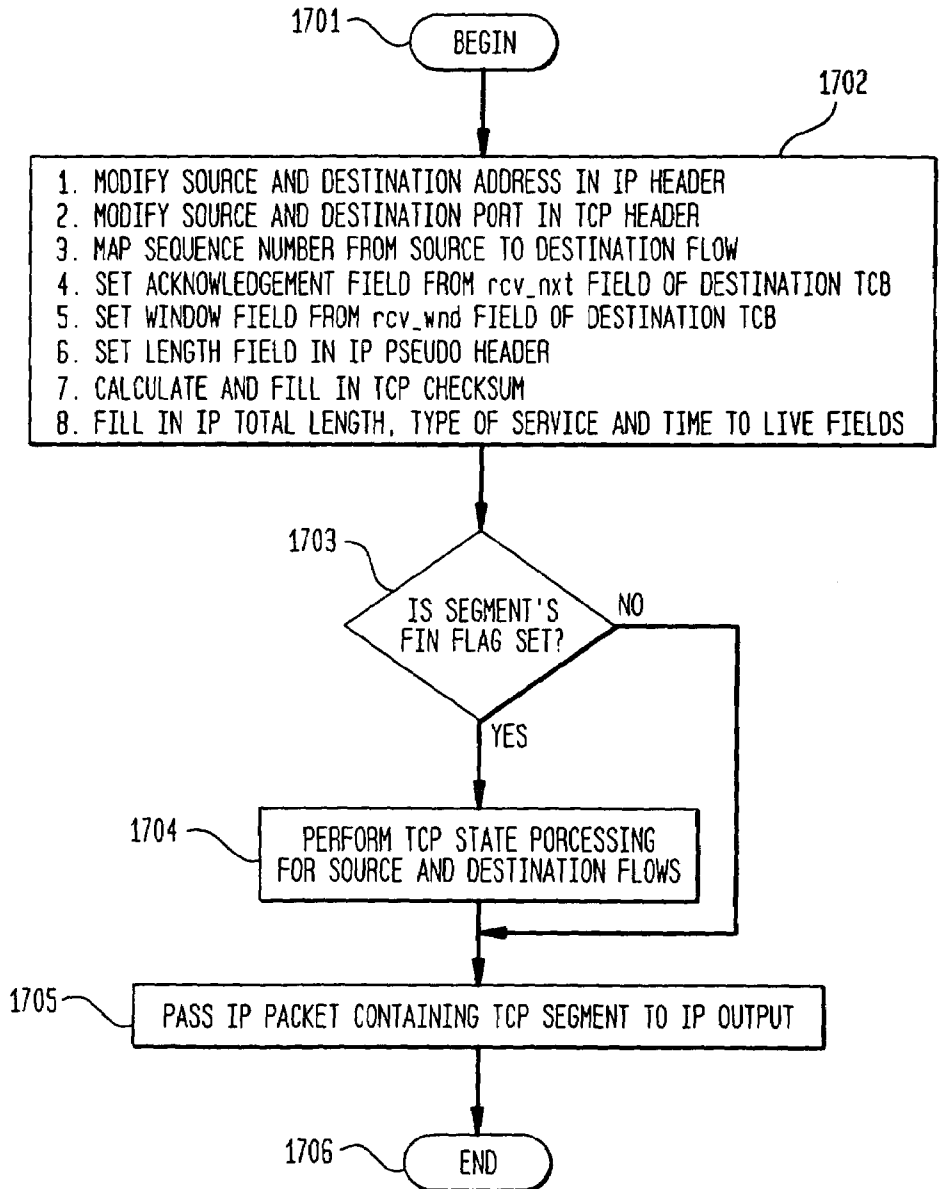 1701
BEGIN
1702
1. MODIFY SOURCE AND DESTINATION ADDRESS IN IP HEADER
2. MODIFY SOURCE AND DESTINATION PORT IN TCP HEADER
3. MAP SEQUENCE NUMBER FROM SOURCE TO DESTINATION FLOW
4. SET ACKNOWLEDGEMENT FIELD FROM rcv_nxt FIELD OF DESTINATION TCB
5. SET WINDOW FIELD FROM rcv_wnd FIELD OF DESTINATION TCB
6. SET LENGTH FIELD IN IP PSEUDO HEADER
7. CALCULATE AND FILL IN TCP CHECKSUM
8. FILL IN IP TOTAL LENGTH, TYPE OF SERVICE AND TIME TO LIVE FIELDS
1703
IS SEGMENT'S
FIN FLAG SET?
NO
YES
1704
PERFORM TCP STATE PORCESSING
FOR SOURCE AND DESTINATION FLOWS
1705
PASS IP PACKET CONTAINING TCP SEGMENT TO IP OUTPUT
1706
END